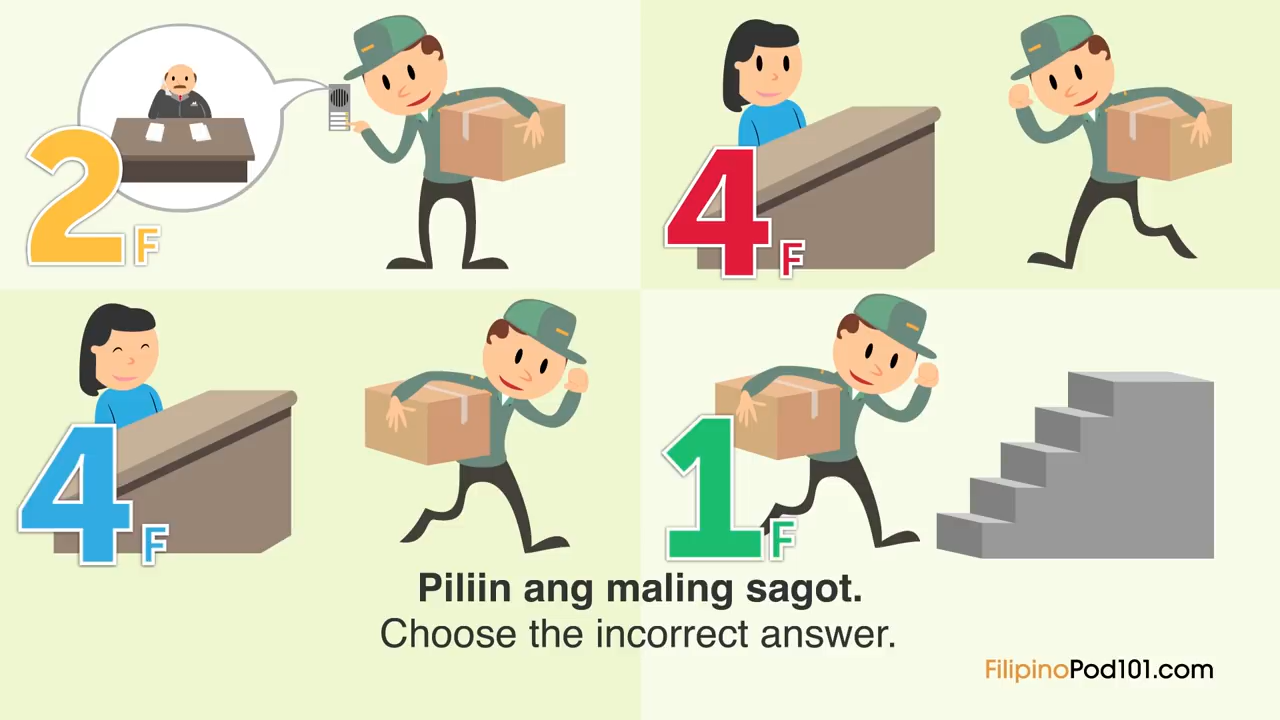 2F
4F
4F
1F
Piliin ang maling sagot.
Choose the incorrect answer.
FilipinoPod101.com